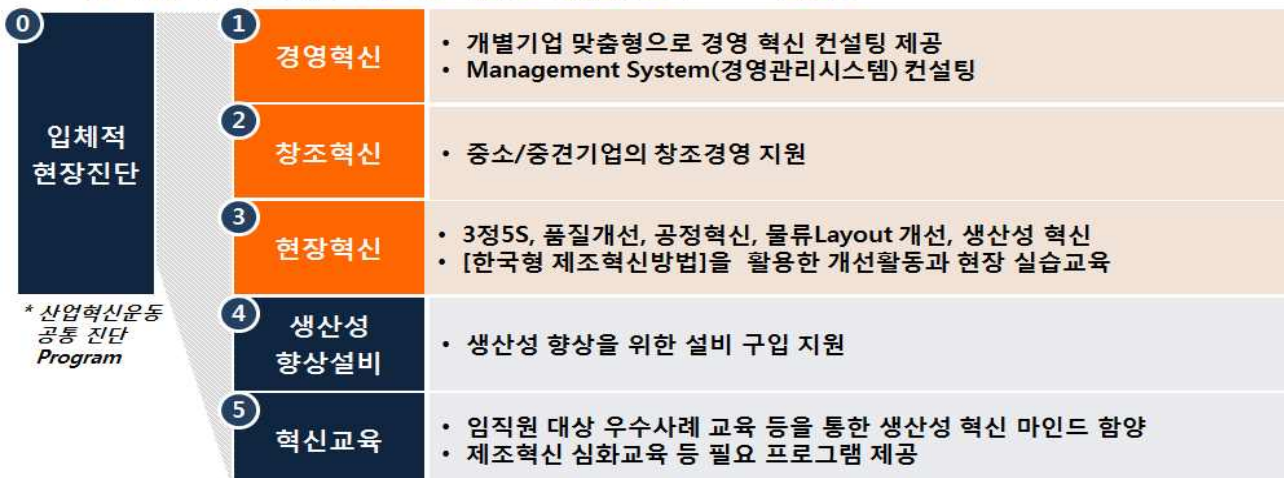 0
입체적
현장진단
* 산업혁신운동
공통 진단
Program
1
경영혁신
• 개별기업 맞춤형으로 경영 혁신 컨설팅 제공
• Management System(경영관리시스템) 컨설팅
2
창조혁신
• 중소/중견기업의 창조경영 지원
3
현장혁신
• 3정5S, 품질개선, 공정혁신, 물류Layout 개선, 생산성 혁신
• [한국형 제조혁신방법]을 활용한 개선활동과 현장 실습교육
4
생산성
향상설비
• 생산성 향상을 위한 설비 구입 지원
5
혁신교육
• 임직원 대상 우수사례 교육 등을 통한 생산성 혁신 마인드 함양
• 제조혁신 심화교육 등 필요 프로그램 제공